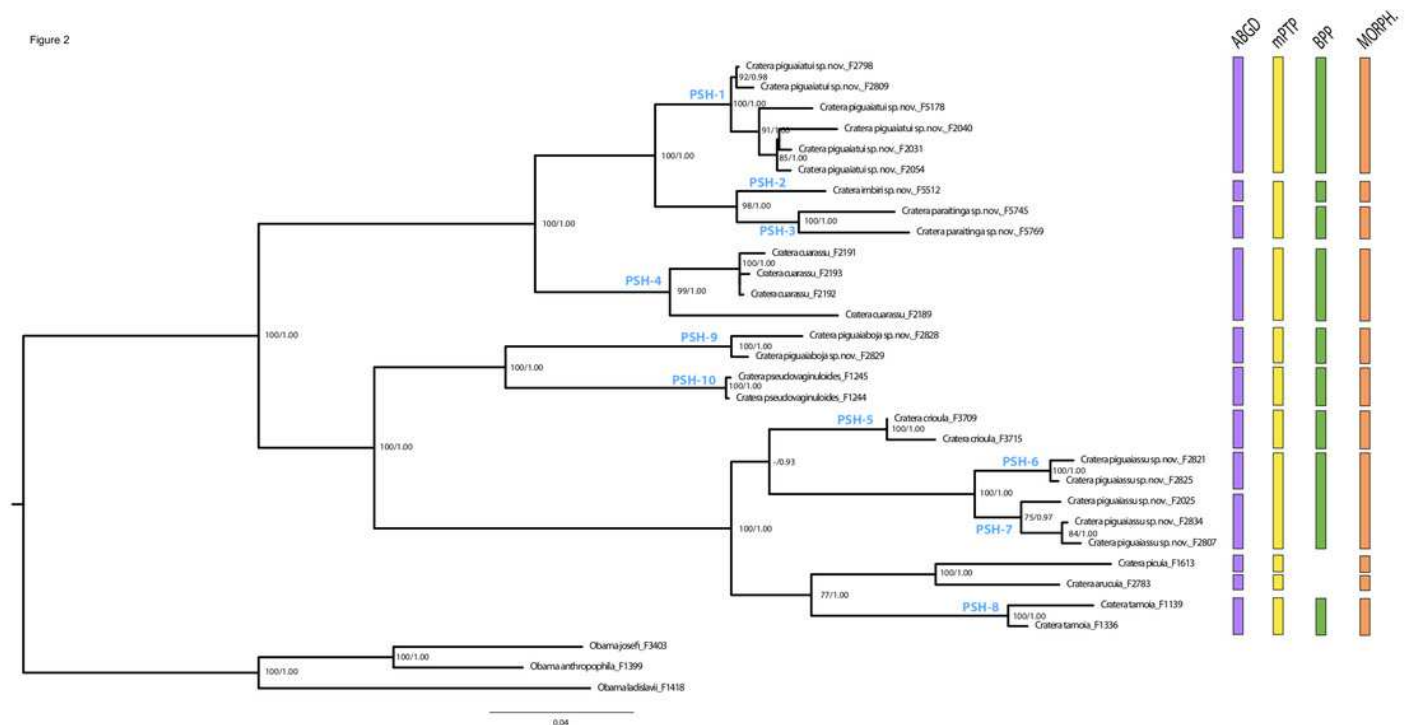 Figure 2
ABGD
mPTP
BPP
MORPH.
Cratera piguaiatui sp. nov._F2798
92/0.98
Cratera piguaiatui sp. nov._F2809
PSH-1
100/1.00
Cratera piguaiatui sp. nov._F5178
91/1.00
Cratera piguaiatui sp. nov._F2040
Cratera piguaiatui sp. nov._F2031
100/1.00
85/1.00
Cratera piguaiatui sp. nov._F2054
PSH-2
Cratera imbiri sp. nov._F5512
98/1.00
Cratera paraitinga sp. nov._F5745
100/1.00
100/1.00
PSH-3
Cratera paraitinga sp. nov._F5769
Cratera cuarassu_F2191
100/1.00
Cratera cuarassu_F2193
PSH-4
99/1.00
Cratera cuarassu_F2192
Cratera cuarassu_F2189
100/1.00
Cratera piguaiaboja sp. nov._F2828
PSH-9
100/1.00
Cratera piguaiaboja sp. nov._F2829
100/1.00
Cratera pseudovaginuloides_F1245
PSH-10
100/1.00
Cratera pseudovaginuloides_F1244
Cratera crioula_F3709
PSH-5
100/1.00
Cratera crioula_F3715
100/1.00
-/0.93
Cratera piguaiassu sp. nov._F2821
PSH-6
100/1.00
Cratera piguaiassu sp. nov._F2825
100/1.00
Cratera piguaiassu sp. nov._F2025
75/0.97
Cratera piguaiassu sp. nov._F2834
PSH-7
84/1.00
100/1.00
Cratera piguaiassu sp. nov._F2807
Cratera picuia_F1613
100/1.00
Cratera arucuia_F2783
77/1.00
Cratera tamoia_F1139
PSH-8
100/1.00
Cratera tamoia_F1336
Obama josefi_F3403
100/1.00
Obama anthropophila_F1399
100/1.00
Obama ladislavii_F1418
0.04